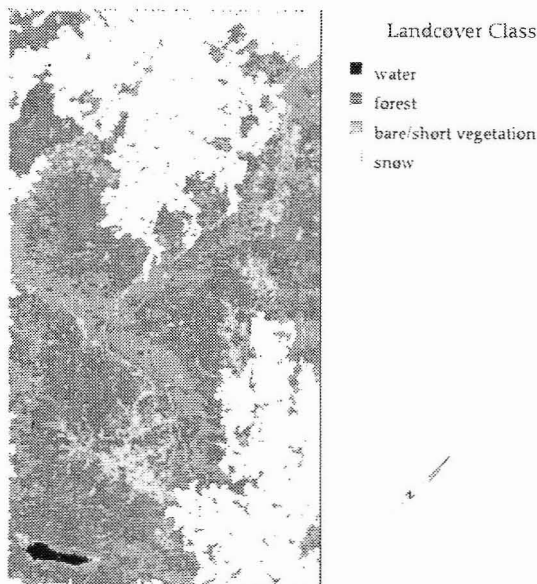 Landcover Class
water
forest
bare/short vegetation
snow
N